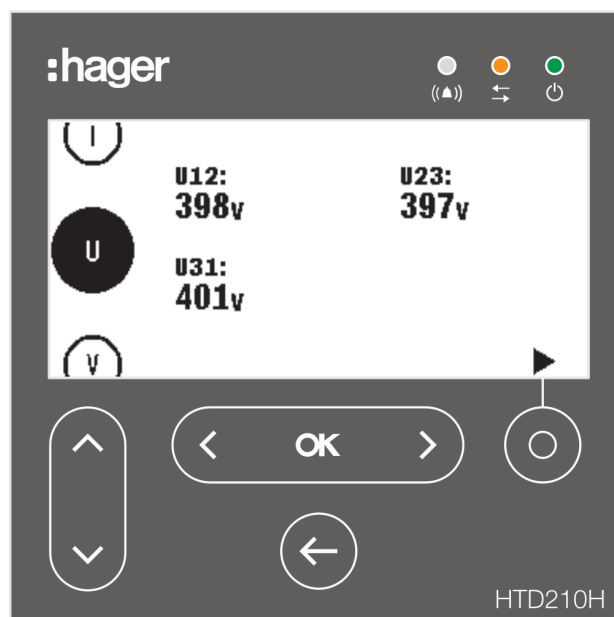 :hager
I
U12:
U23:
398V
397V
U
U31:
401V
V
OK
HTD210H